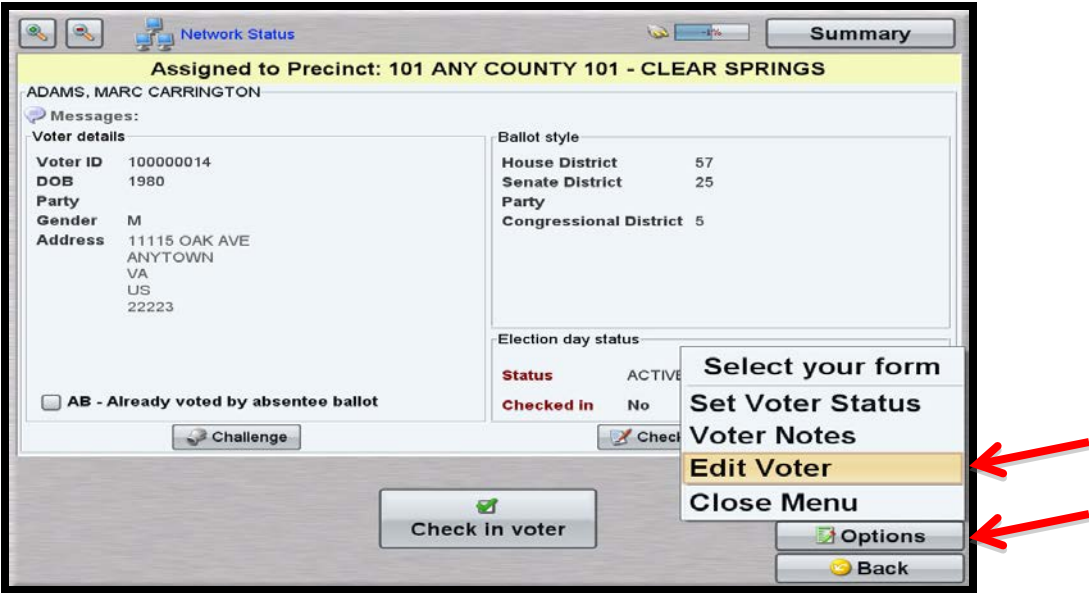 Network Status
-1%
Summary
Assigned to Precinct: 101 ANY COUNTY 101 - CLEAR SPRINGS
ADAMS, MARC CARRINGTON
Messages:
Voter details
Voter ID 100000014
DOB 1980
Party
Gender M
Address 11115 OAK AVE
ANYTOWN
VA
US
22223
AB - Already voted by absentee ballot
Challenge
Ballot style
House District 57
Senate District 25
Party
Congressional District 5
Election day status
Status ACTIVE
Checked in No
Check
Select your form
Set Voter Status
Voter Notes
Edit Voter
Close Menu
Check in voter
Options
Back